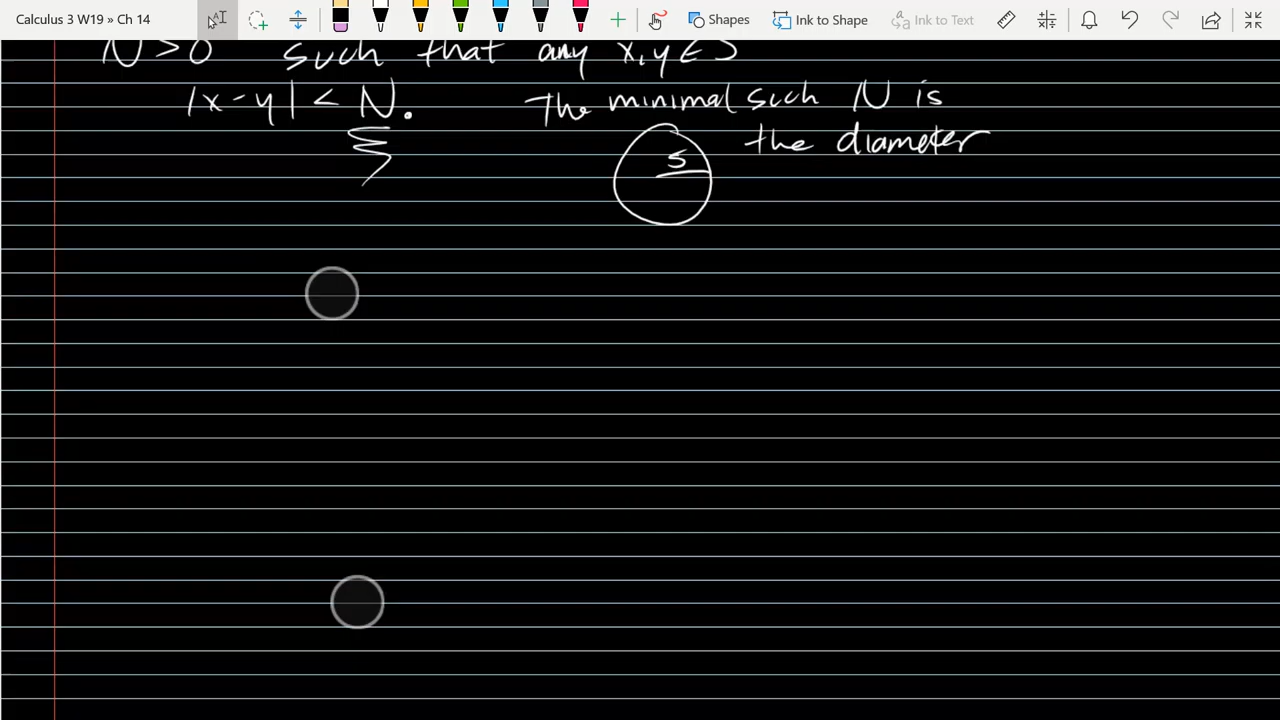 Calculus 3 W19 » Ch 14
Shapes
Ink to Shape
Ink to Text
N > 0 such that any x, y ∈ S
|x - y| < N. The minimal such N is
the diameter
5